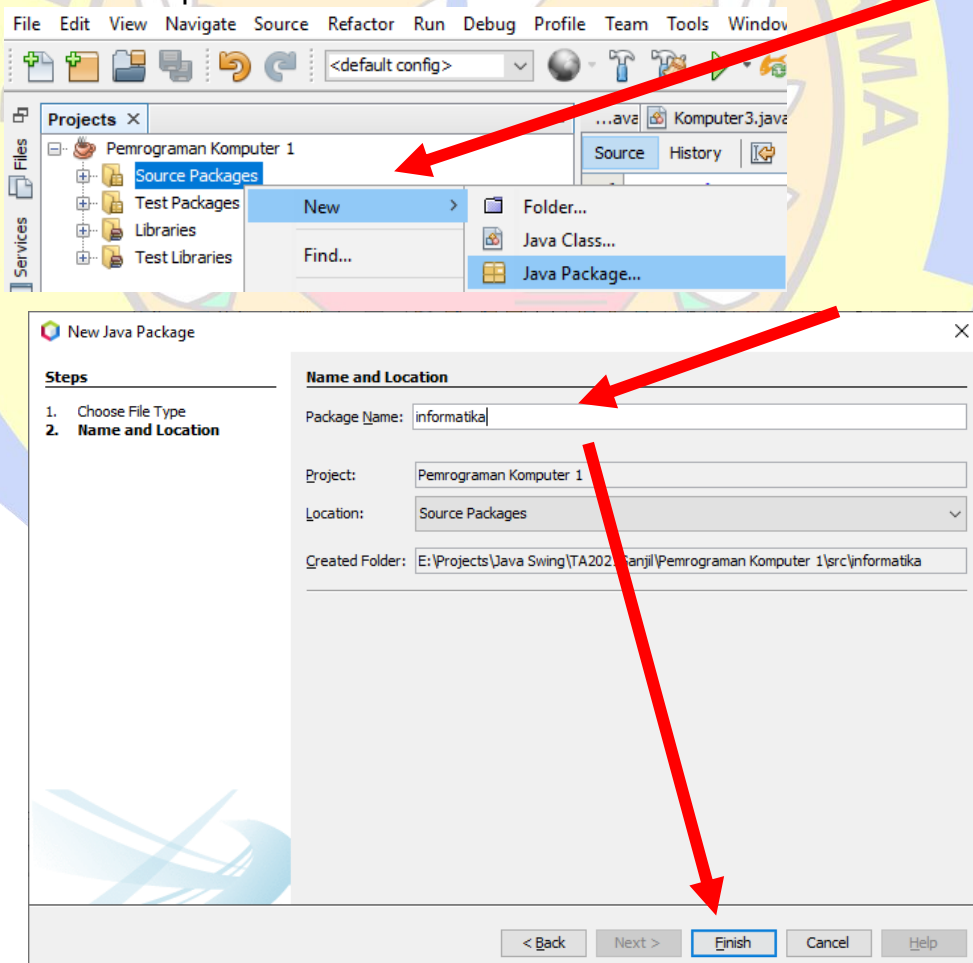 File Edit View Navigate Source Refactor Run Debug Profile Team Tools
<default config>
Projects
...ava Komputer3.java
Files
Services
Pemrograman Komputer 1
Source Packages
Test Packages
Libraries
Test Libraries
Source History
New
Find...
Folder...
Java Class...
Java Package...
MA
New Java Package
Steps
1. Choose File Type
2. Name and Location
Name and Location
Package Name: informatika
Project: Pemrograman Komputer 1
Location: Source Packages
Created Folder: E:\Projects\Java Swing\TA202 Ganjil\Pemrograman Komputer 1\src\informatika
< Back Next > Finish Cancel Help